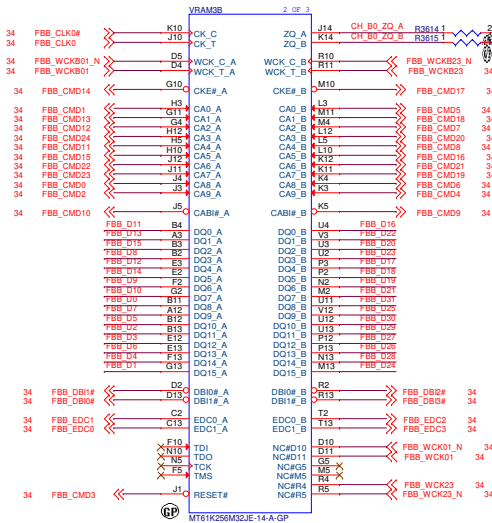 VRAM3B 2 OF 3
34 FBB_CLK0# K10 CK_C ZQ_A J14 CH_B0_ZQ_A R3614 1 2
34 FBB_CLK0 J10 CK_T ZQ_B K14 CH_B0_ZQ_B R3615 1
34 FBB_WCKB01_N D5 WCK_C_A WCK_C_B R10 FBB_WCKB23_N
34 FBB_WCKB01 D4 WCK_T_A WCK_T_B R11 FBB_WCKB23 34
34 FBB_CMD14 G10 CKE#_A CKE#_B M10 FBB_CMD17 34
34 FBB_CMD1 H3 CA0_A CA0_B L3 FBB_CMD5 34
34 FBB_CMD13 G11 CA1_A CA1_B M11 FBB_CMD18 34
34 FBB_CMD12 G4 CA2_A CA2_B M4 FBB_CMD7 34
34 FBB_CMD24 H12 CA3_A CA3_B L12 FBB_CMD20 34
34 FBB_CMD11 H5 CA4_A CA4_B L5 FBB_CMD8 34
34 FBB_CMD15 H10 CA5_A CA5_B L10 FBB_CMD16 34
34 FBB_CMD22 J12 CA6_A CA6_B K12 FBB_CMD21 34
34 FBB_CMD23 J11 CA7_A CA7_B K11 FBB_CMD19 34
34 FBB_CMD0 J4 CA8_A CA8_B K4 FBB_CMD6 34
34 FBB_CMD2 J3 CA9_A CA9_B K3 FBB_CMD4 34
34 FBB_CMD10 J5 CABI#_A CABI#_B K5 FBB_CMD9 34
FBB_D11 B4 DQ0_A DQ0_B U4 FBB_D16
FBB_D13 A3 DQ1_A DQ1_B V3 FBB_D22
FBB_D15 B3 DQ2_A DQ2_B U3 FBB_D20
FBB_D8 B2 DQ3_A DQ3_B U2 FBB_D23
FBB_D12 E3 DQ4_A DQ4_B P3 FBB_D17
FBB_D14 E2 DQ5_A DQ5_B P2 FBB_D18
FBB_D9 F2 DQ6_A DQ6_B N2 FBB_D19
FBB_D10 G2 DQ7_A DQ7_B M2 FBB_D21
FBB_D0 B11 DQ8_A DQ8_B U11 FBB_D31
FBB_D7 A12 DQ9_A DQ9_B V12 FBB_D25
FBB_D5 B12 DQ10_A DQ10_B U12 FBB_D30
FBB_D2 B13 DQ11_A DQ11_B U13 FBB_D29
FBB_D3 E12 DQ12_A DQ12_B P12 FBB_D27
FBB_D6 E13 DQ13_A DQ13_B P13 FBB_D26
FBB_D4 F13 DQ14_A DQ14_B N13 FBB_D28
FBB_D1 G13 DQ15_A DQ15_B M13 FBB_D24
34 FBB_DBI1# D2 DBI0#_A DBI0#_B R2 FBB_DBI2# 34
34 FBB_DBI0# D13 DBI1#_A DBI1#_B R13 FBB_DBI3# 34
34 FBB_EDC1 C2 EDC0_A EDC0_B T2 FBB_EDC2 34
34 FBB_EDC0 C13 EDC1_A EDC1_B T13 FBB_EDC3 34
F10 TDI NC#D10 D10 FBB_WCK01_N 34
N10 TDO NC#D11 D11 FBB_WCK01 34
N5 TCK NC#G5 G5
F5 TMS NC#M5 M5
NC#R4 R4 FBB_WCK23 34
34 FBB_CMD3 J1 RESET# NC#R5 R5 FBB_WCK23_N 34
GP
MT61K256M32JE-14-A-GP